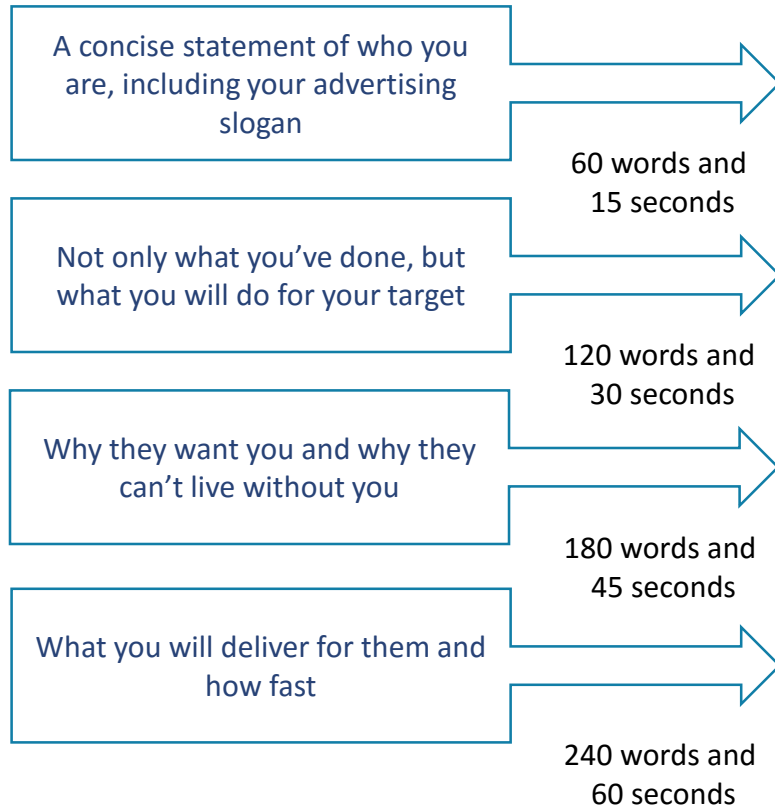 A concise statement of who you
are, including your advertising
slogan
60 words and
15 seconds
Not only what you’ve done, but
what you will do for your target
120 words and
30 seconds
Why they want you and why they
can’t live without you
180 words and
45 seconds
What you will deliver for them and
how fast
240 words and
60 seconds